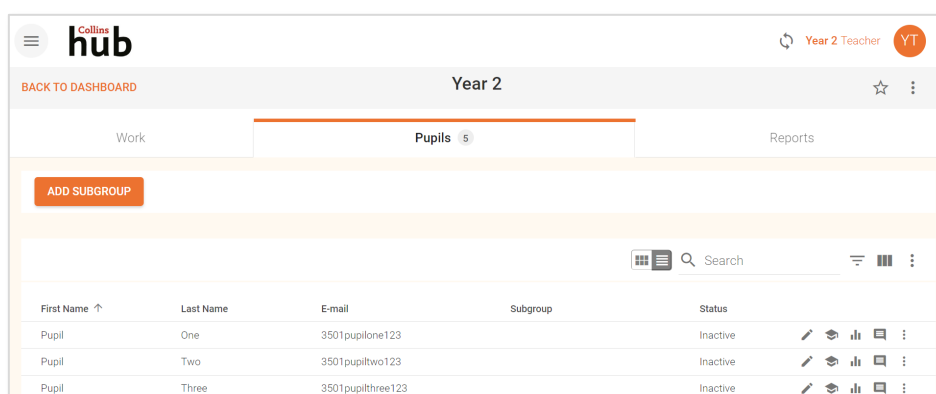 Collins
hub
Year 2 Teacher YT
BACK TO DASHBOARD Year 2
Work Pupils 5 Reports
ADD SUBGROUP
Search
First Name Last Name E-mail Subgroup Status
Pupil One 3501pupilone123 Inactive
Pupil Two 3501pupiltwo123 Inactive
Pupil Three 3501pupilthree123 Inactive